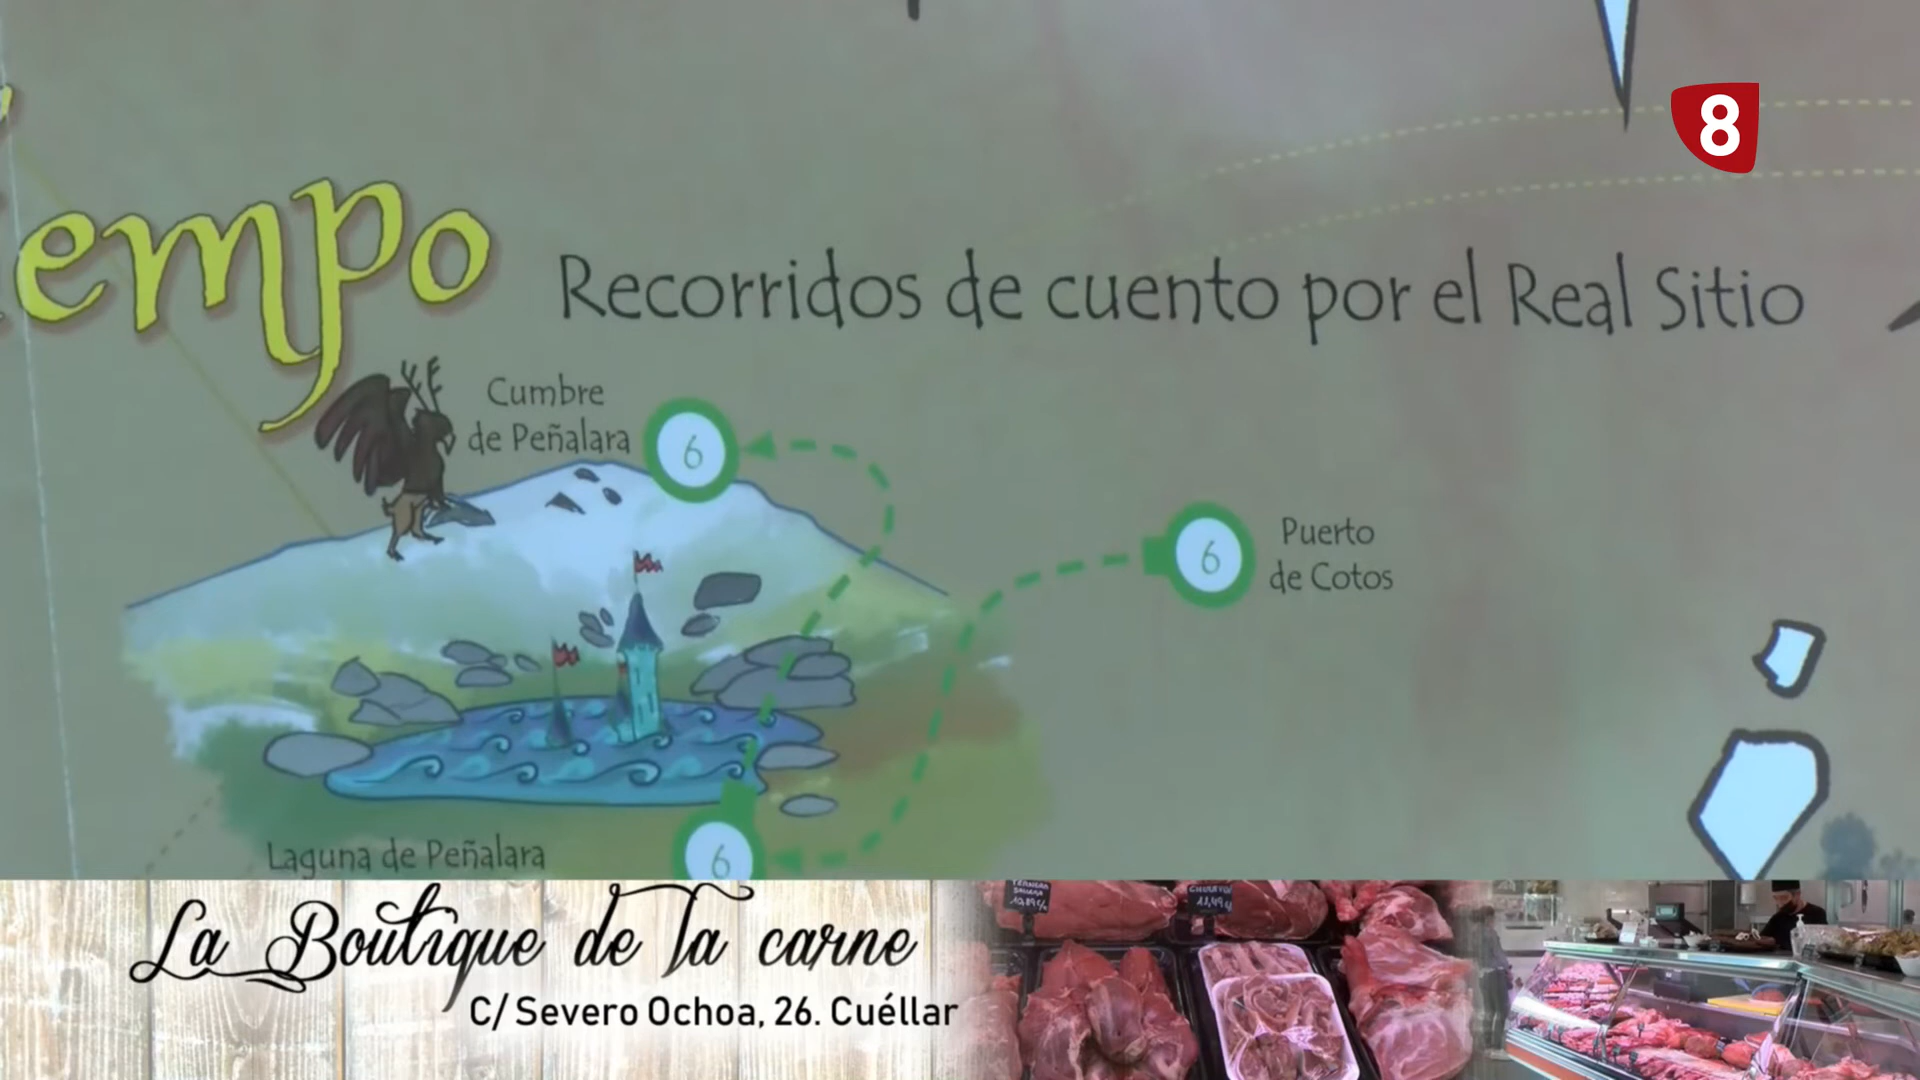 8
empo
Recorridos de cuento por el Real Sitio
Cumbre
de Peñalara
6
6
Puerto
de Cotos
Laguna de Peñalara
6
La Boutique de la carne
C/ Severo Ochoa, 26. Cuéllar